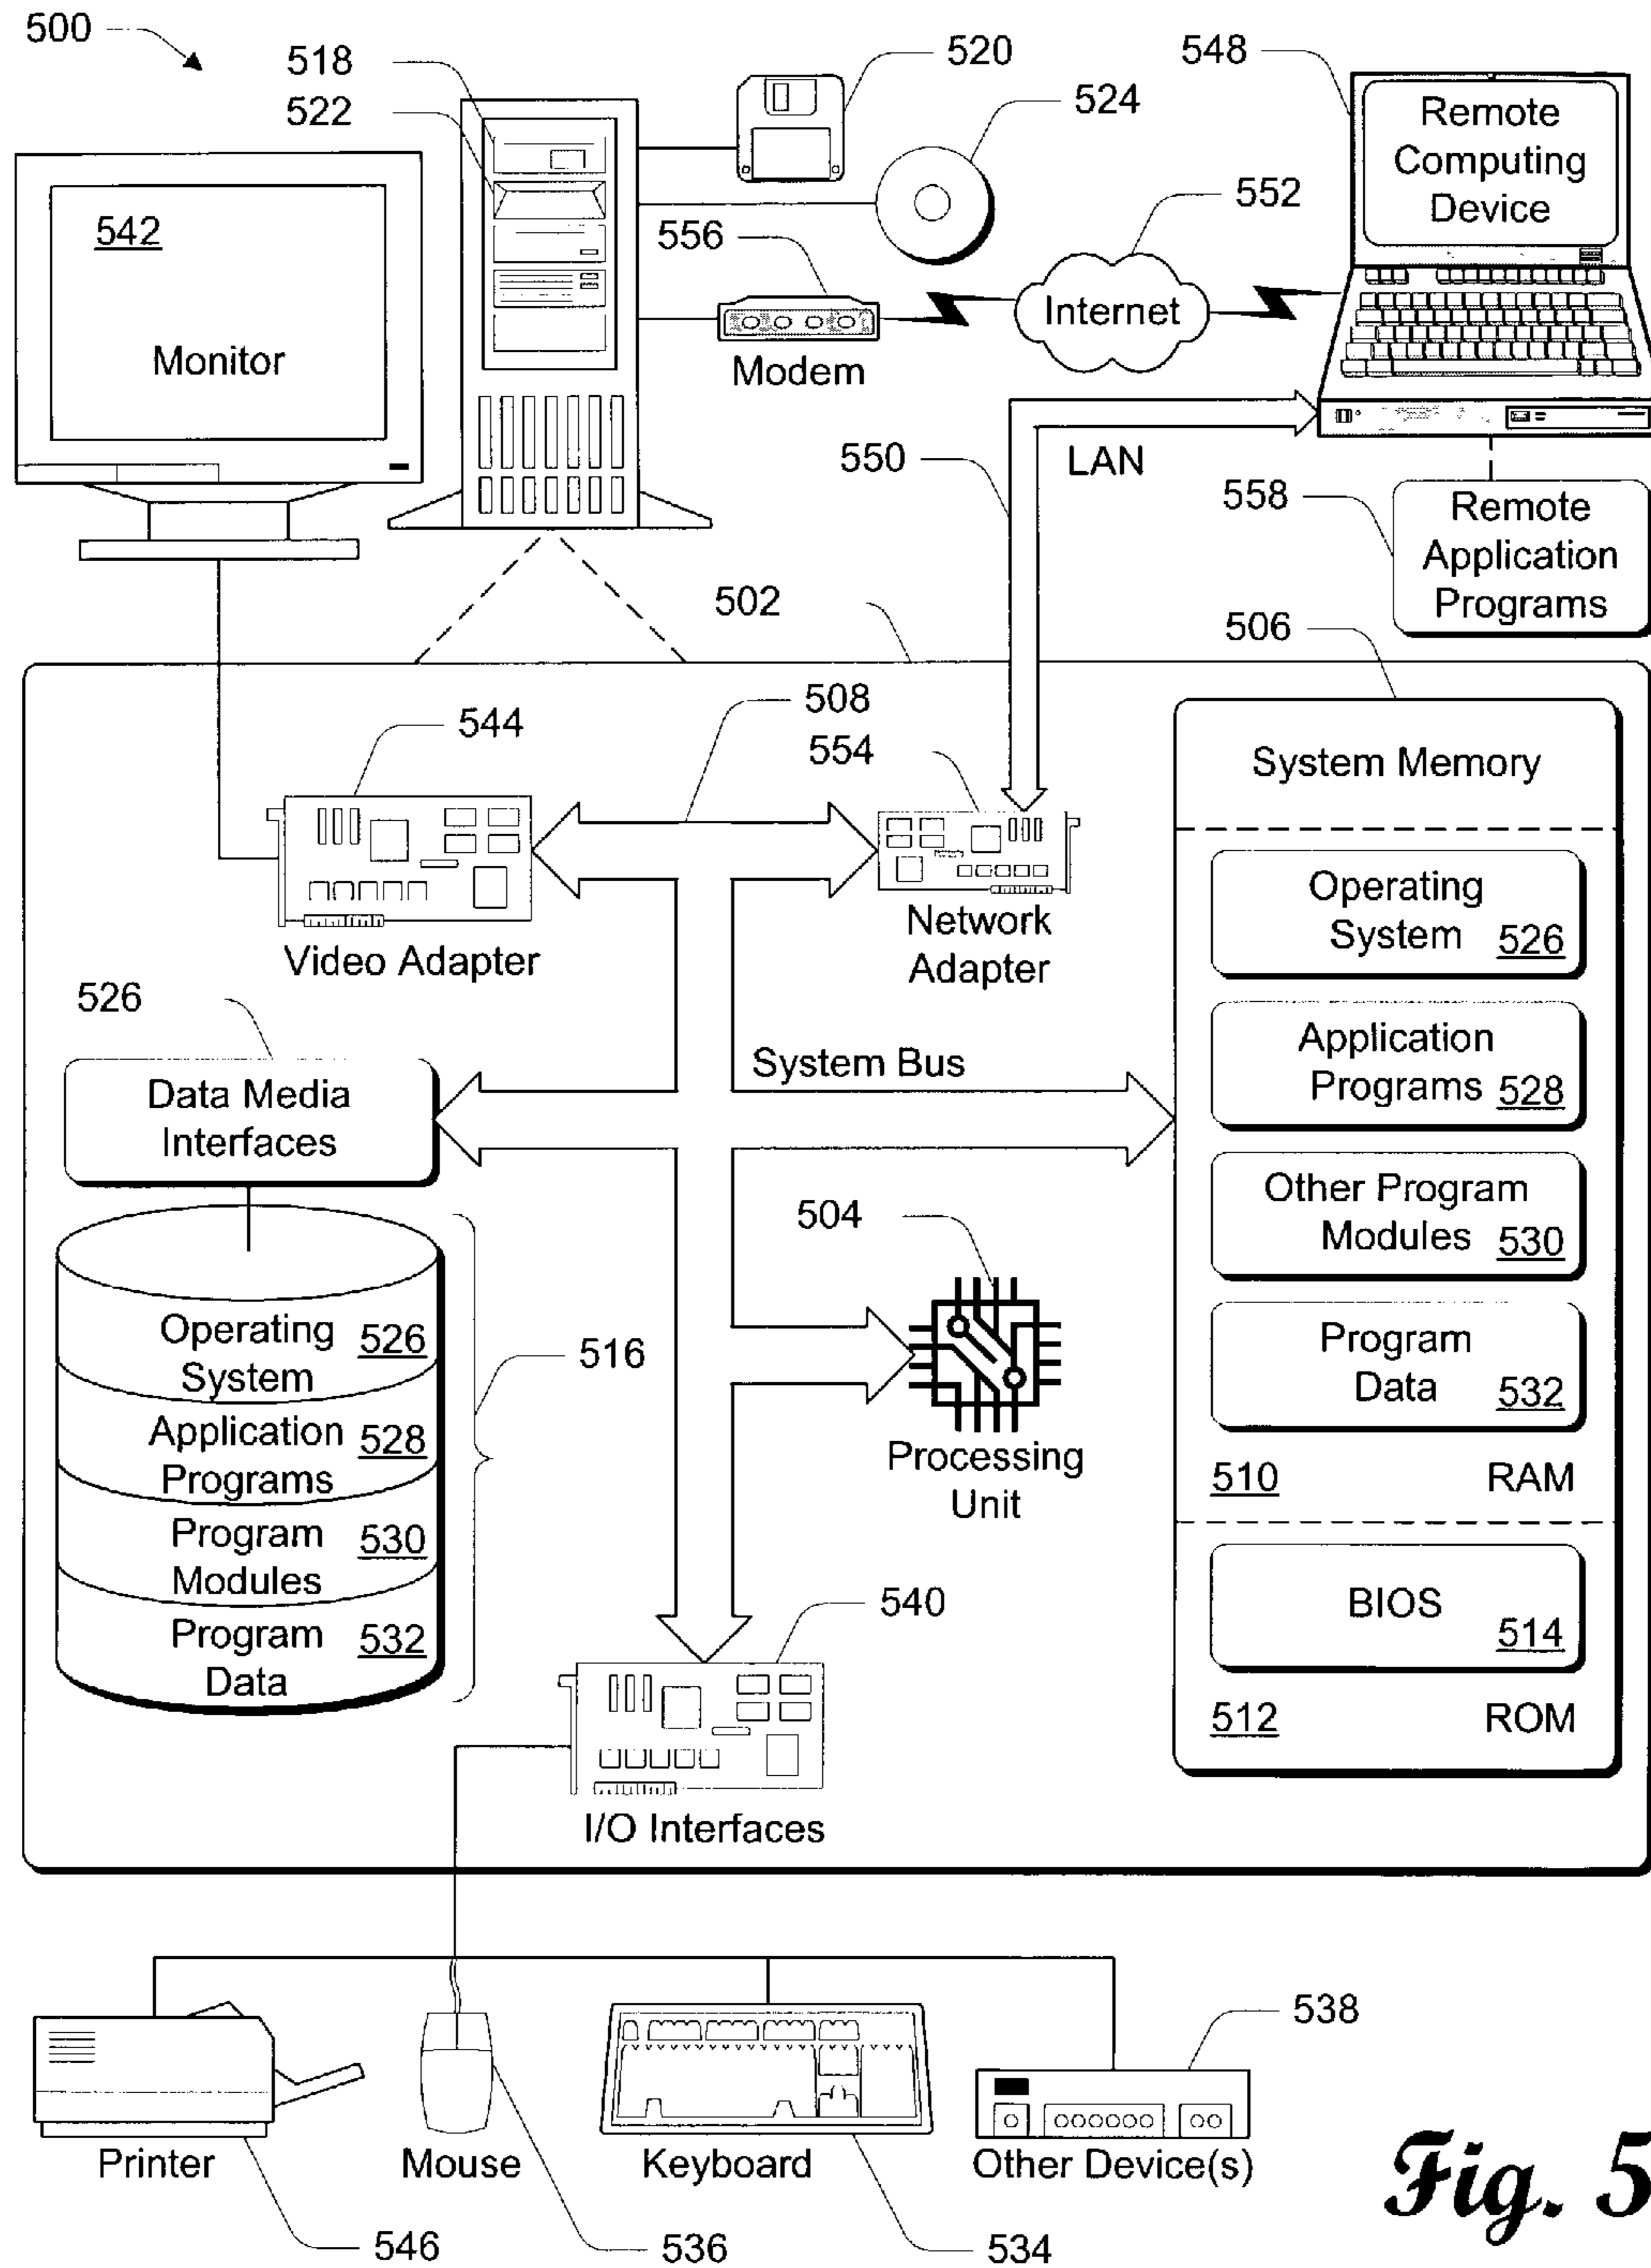 500
518
522
520
524
548
Remote
Computing
Device
542
Monitor
556
Modem
552
Internet
550
LAN
558
Remote
Application
Programs
502
506
544
508
554
System Memory
Video Adapter
Network
Adapter
Operating
System 526
526
Data Media
Interfaces
System Bus
Application
Programs 528
Other Program
Modules 530
504
Processing
Unit
Program
Data 532
510 RAM
Operating
System 526
516
Application
Programs 528
Program
Modules 530
Program
Data 532
BIOS
514
512 ROM
540
I/O Interfaces
538
Printer
Mouse
Keyboard
Other Device(s)
546
536
534
Fig. 5